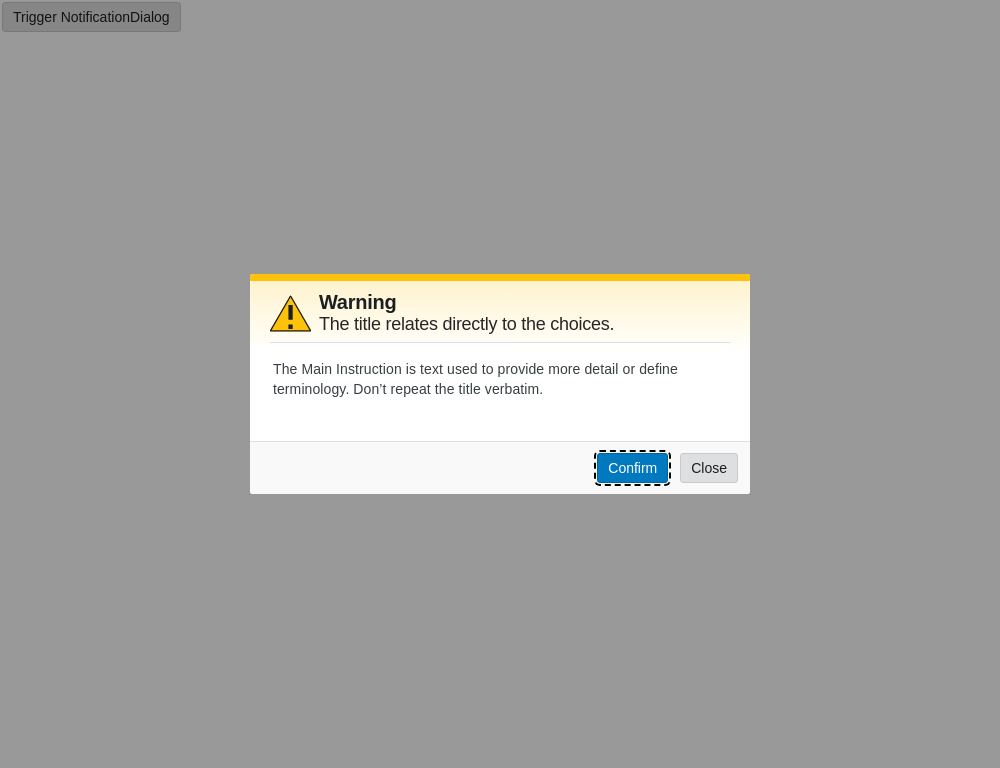 Trigger NotificationDialog
Warning
The title relates directly to the choices.
The Main Instruction is text used to provide more detail or define
terminology. Don’t repeat the title verbatim.
Confirm Close